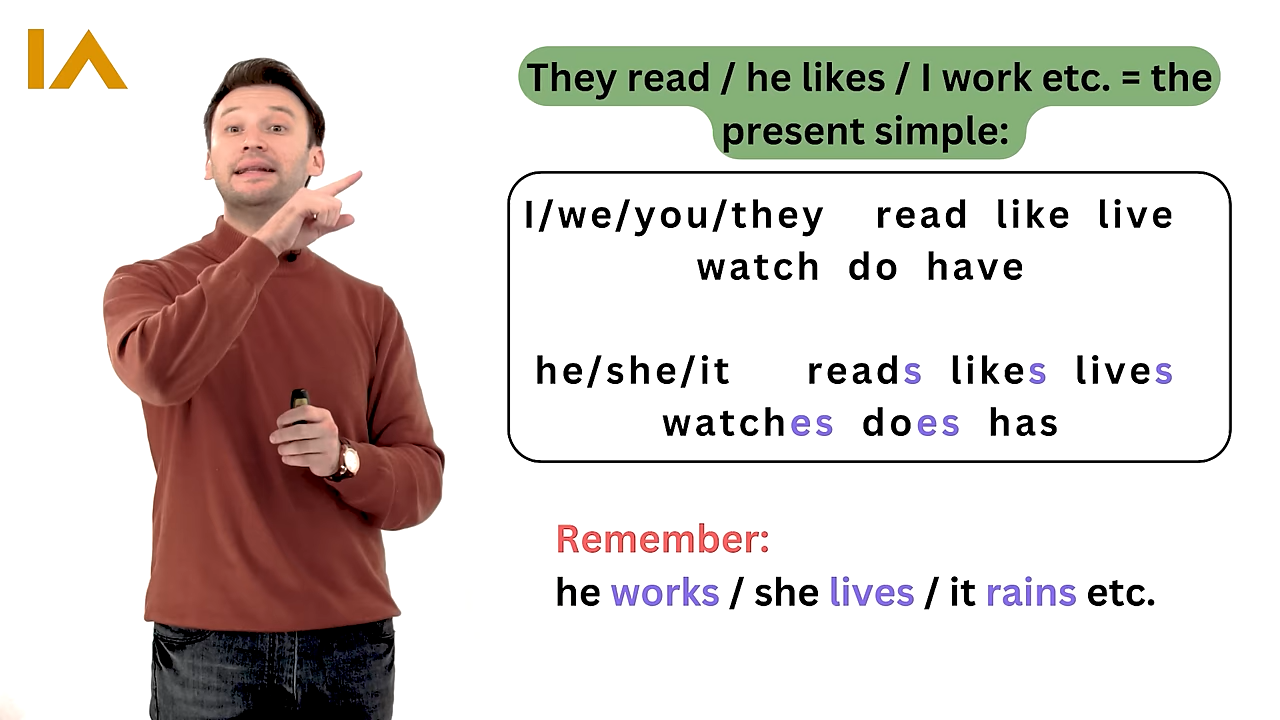 IA
They read / he likes / I work etc. = the
present simple:
I/we/you/they read like live
watch do have
he/she/it reads likes lives
watches does has
Remember:
he works / she lives / it rains etc.